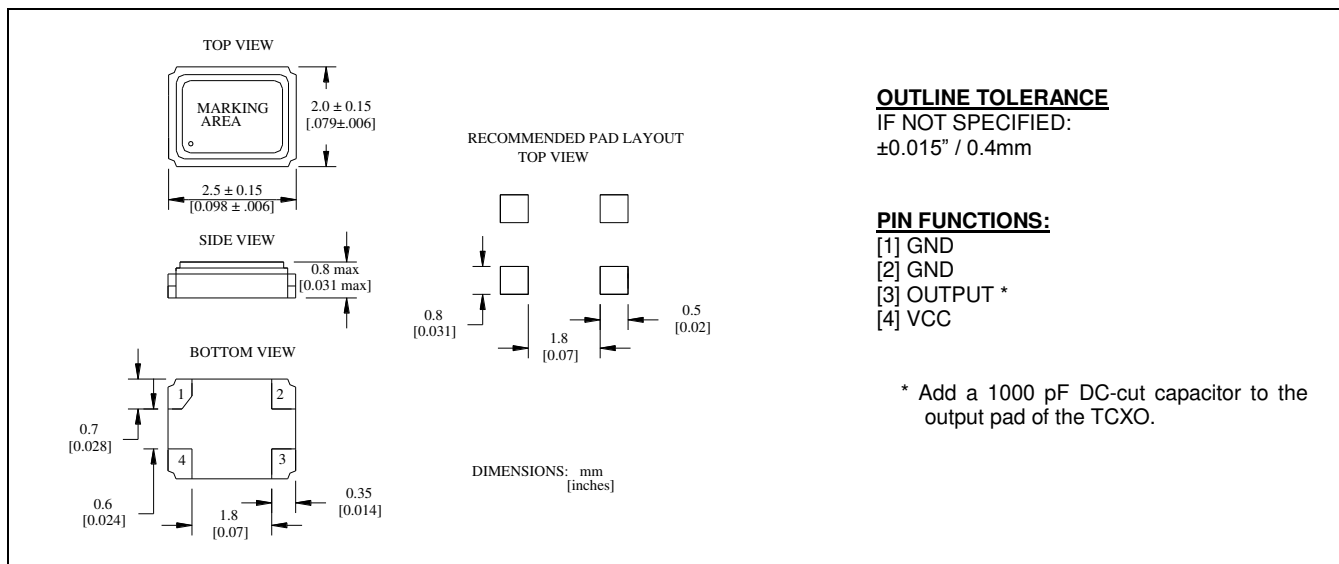 TOP VIEW
MARKING
AREA
2.0 ± 0.15
[.079±.006]
2.5 ± 0.15
[0.098 ± .006]
SIDE VIEW
0.8 max
[0.031 max]
BOTTOM VIEW
1
2
4
3
0.7
[0.028]
0.6
[0.024]
1.8
[0.07]
0.35
[0.014]
RECOMMENDED PAD LAYOUT
TOP VIEW
0.8
[0.031]
1.8
[0.07]
0.5
[0.02]
DIMENSIONS: mm
[inches]
OUTLINE TOLERANCE
IF NOT SPECIFIED:
±0.015” / 0.4mm
PIN FUNCTIONS:
[1] GND
[2] GND
[3] OUTPUT *
[4] VCC
* Add a 1000 pF DC-cut capacitor to the
output pad of the TCXO.